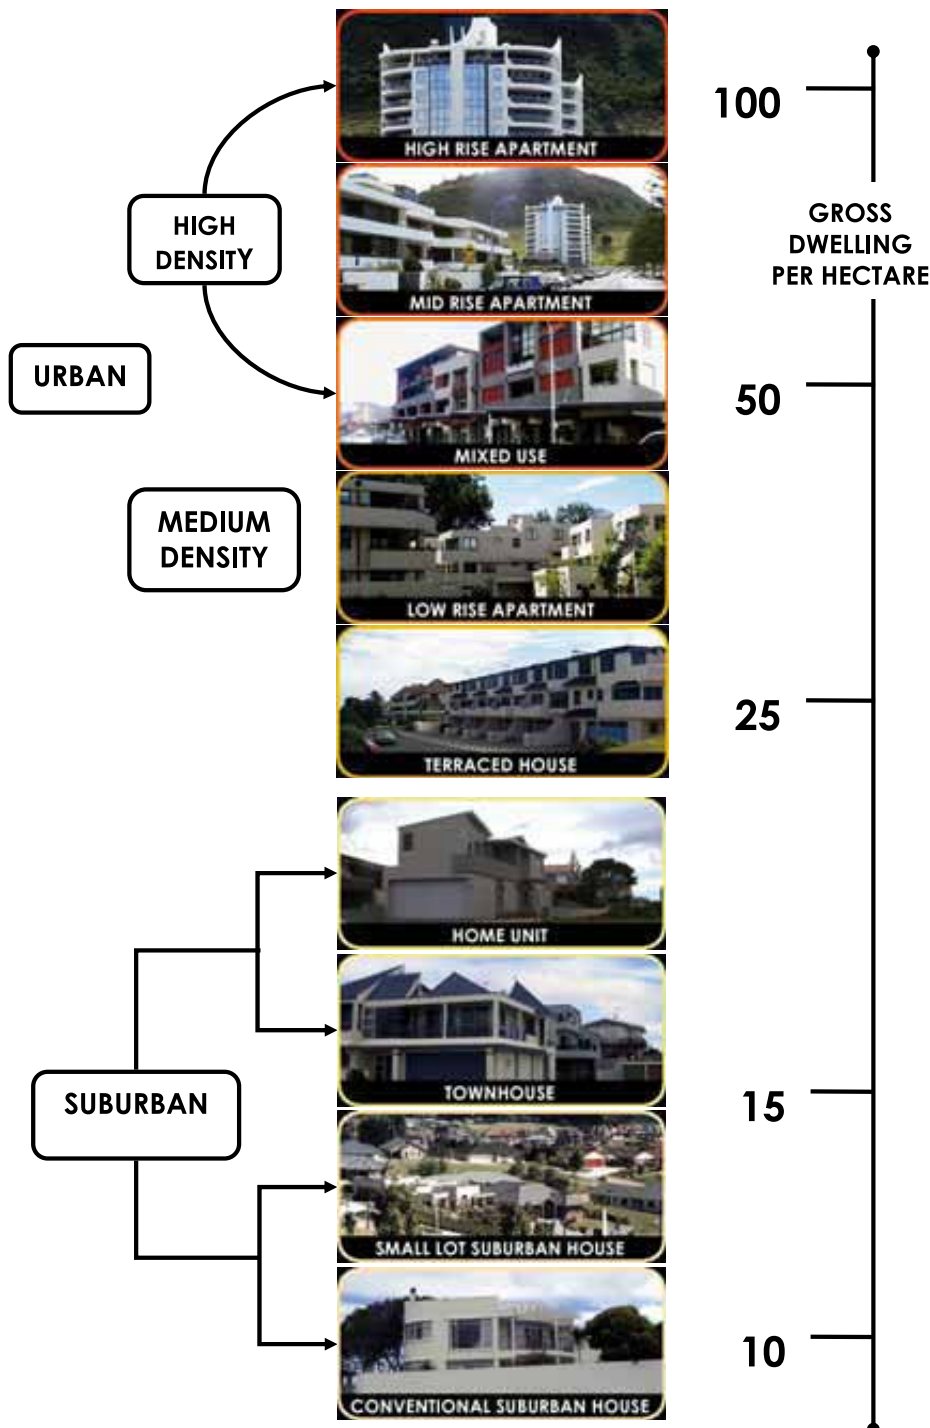 HIGH RISE APARTMENT
100
HIGH
DENSITY
GROSS
DWELLING
PER HECTARE
MID RISE APARTMENT
URBAN
50
MIXED USE
MEDIUM
DENSITY
LOW RISE APARTMENT
25
TERRACED HOUSE
HOME UNIT
TOWNHOUSE
SUBURBAN
15
SMALL LOT SUBURBAN HOUSE
10
CONVENTIONAL SUBURBAN HOUSE